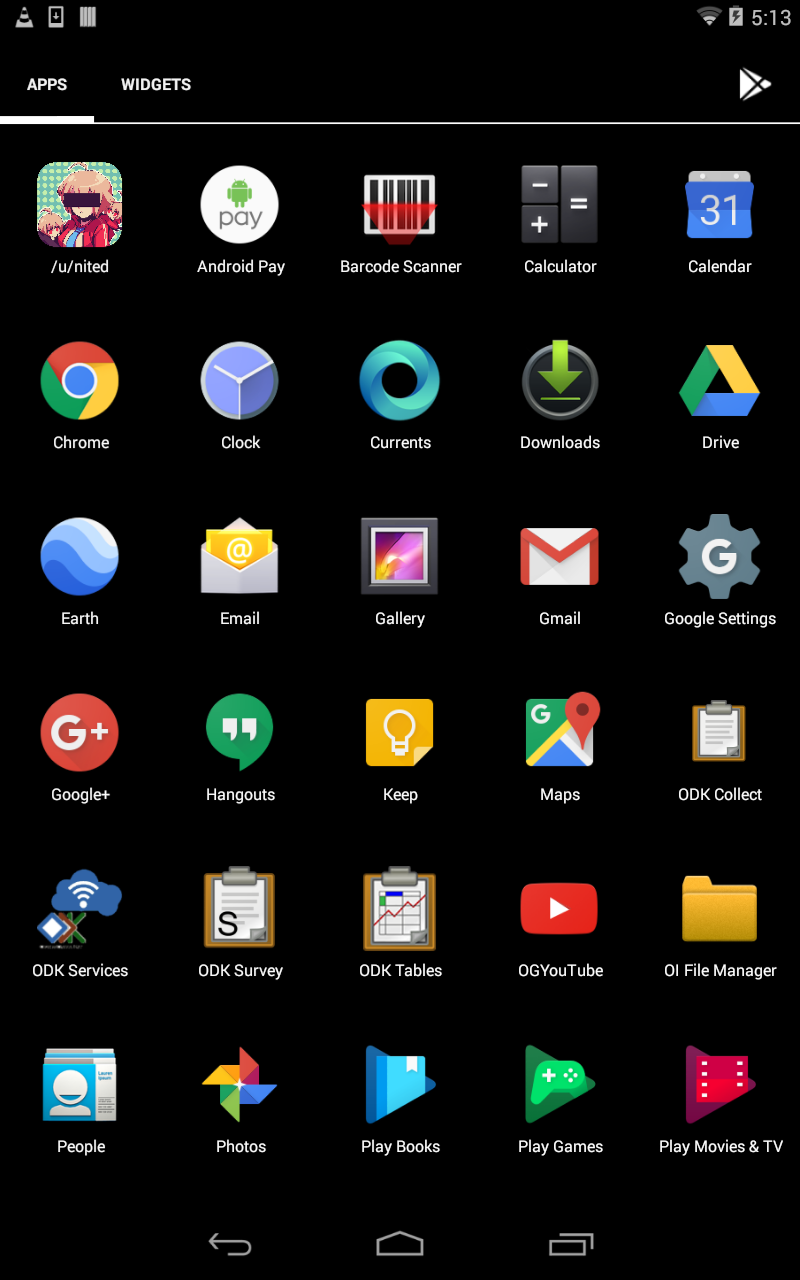 5:13
APPS WIDGETS
pay
31
/u/nited Android Pay Barcode Scanner Calculator Calendar
Chrome Clock Currents Downloads Drive
@
G
Earth Email Gallery Gmail Google Settings
G+
G
Google+ Hangouts Keep Maps ODK Collect
S
ODK Services ODK Survey ODK Tables OGYouTube OI File Manager
Lauren
Ipsum
People Photos Play Books Play Games Play Movies & TV